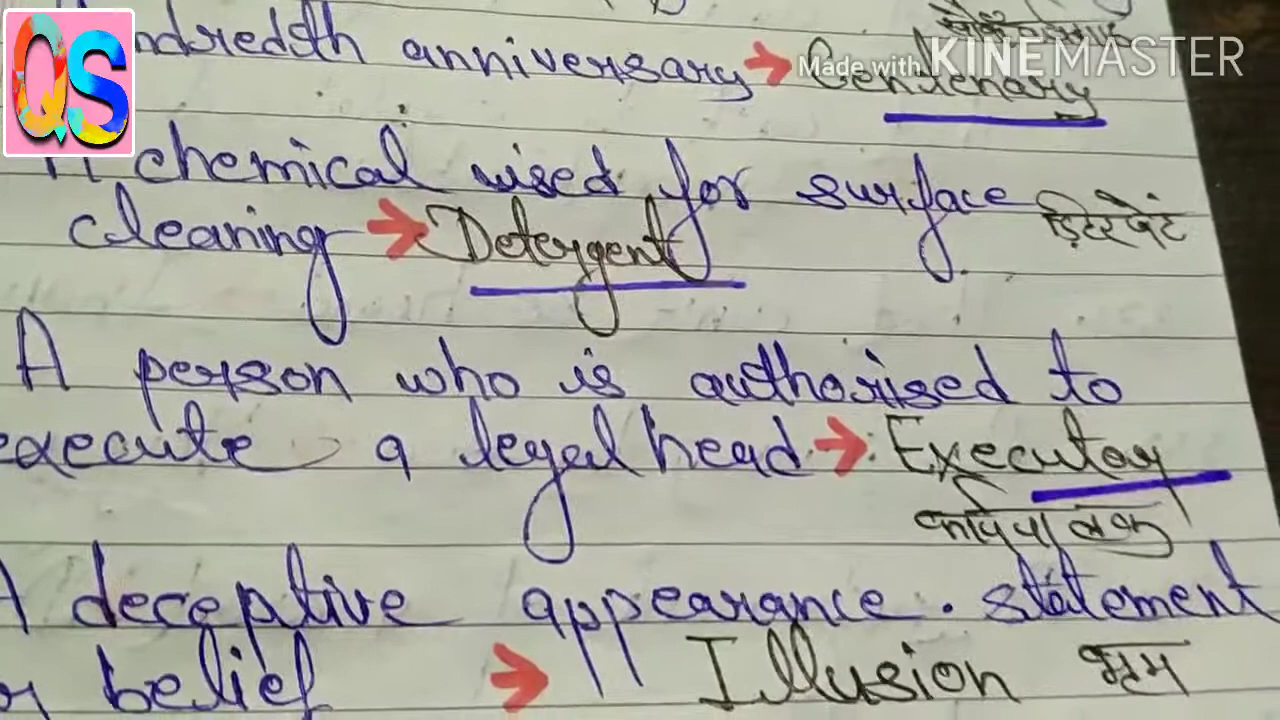 QS
ndredth anniversary → Centenary
Made with KINEMASTER
A chemical used for surface
cleaning → Detergent डिटरजेंट
A person who is authorised to
execute a legal head → Executor
कार्यपालक
A deceptive appearance. statement
or belief → Illusion भ्रम